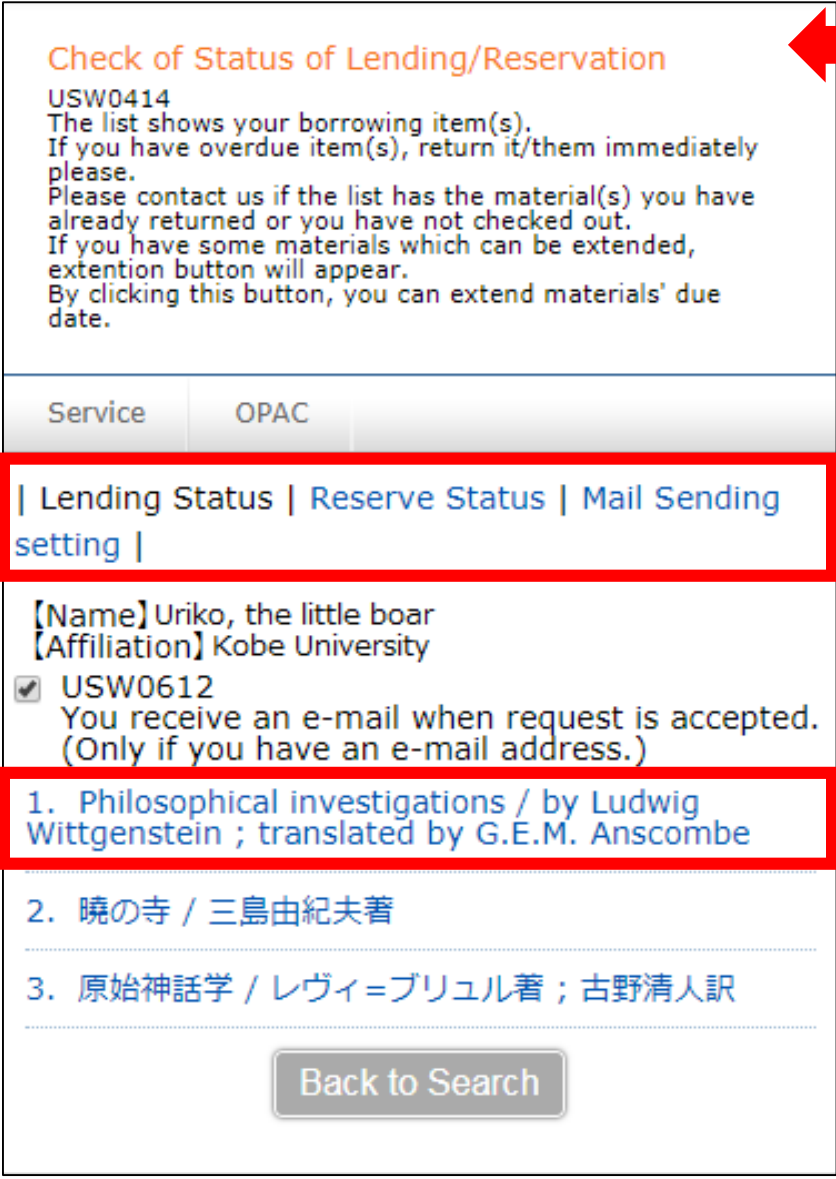 Check of Status of Lending/Reservation
USW0414
The list shows your borrowing item(s).
If you have overdue item(s), return it/them immediately
please.
Please contact us if the list has the material(s) you have
already returned or you have not checked out.
If you have some materials which can be extended,
extention button will appear.
By clicking this button, you can extend materials' due
date.
Service OPAC
| Lending Status | Reserve Status | Mail Sending
setting |
【Name】Uriko, the little boar
【Affiliation】Kobe University
USW0612
You receive an e-mail when request is accepted.
(Only if you have an e-mail address.)
1. Philosophical investigations / by Ludwig
Wittgenstein ; translated by G.E.M. Anscombe
2. 曉の寺 / 三島由紀夫著
3. 原始神話学 / レヴィ=ブリュル著 ; 古野清人訳
Back to Search